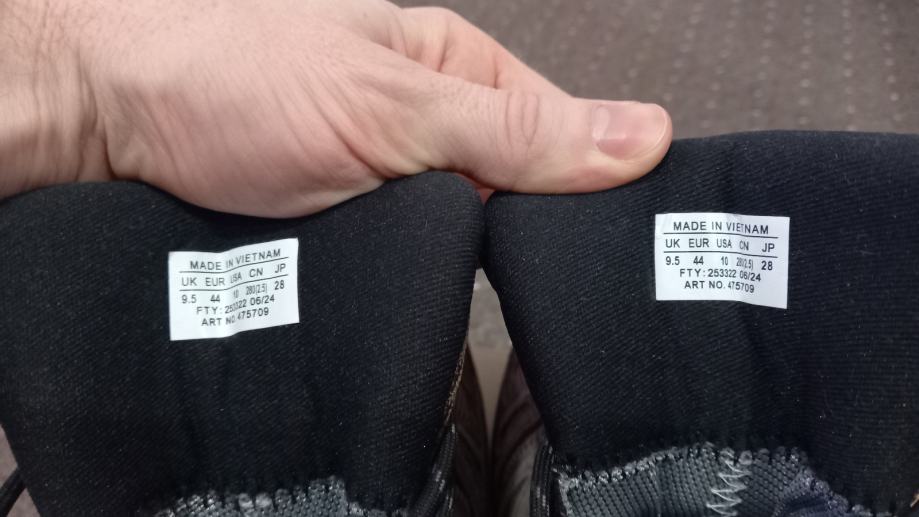 MADE IN VIETNAM
UK EUR USA CN JP
9.5 44 10 280(2.5) 28
FTY: 253322 06/24
ART NO. 475709
MADE IN VIETNAM
UK EUR USA CN JP
9.5 44 10 280(2.5) 28
FTY: 253322 06/24
ART NO. 475709